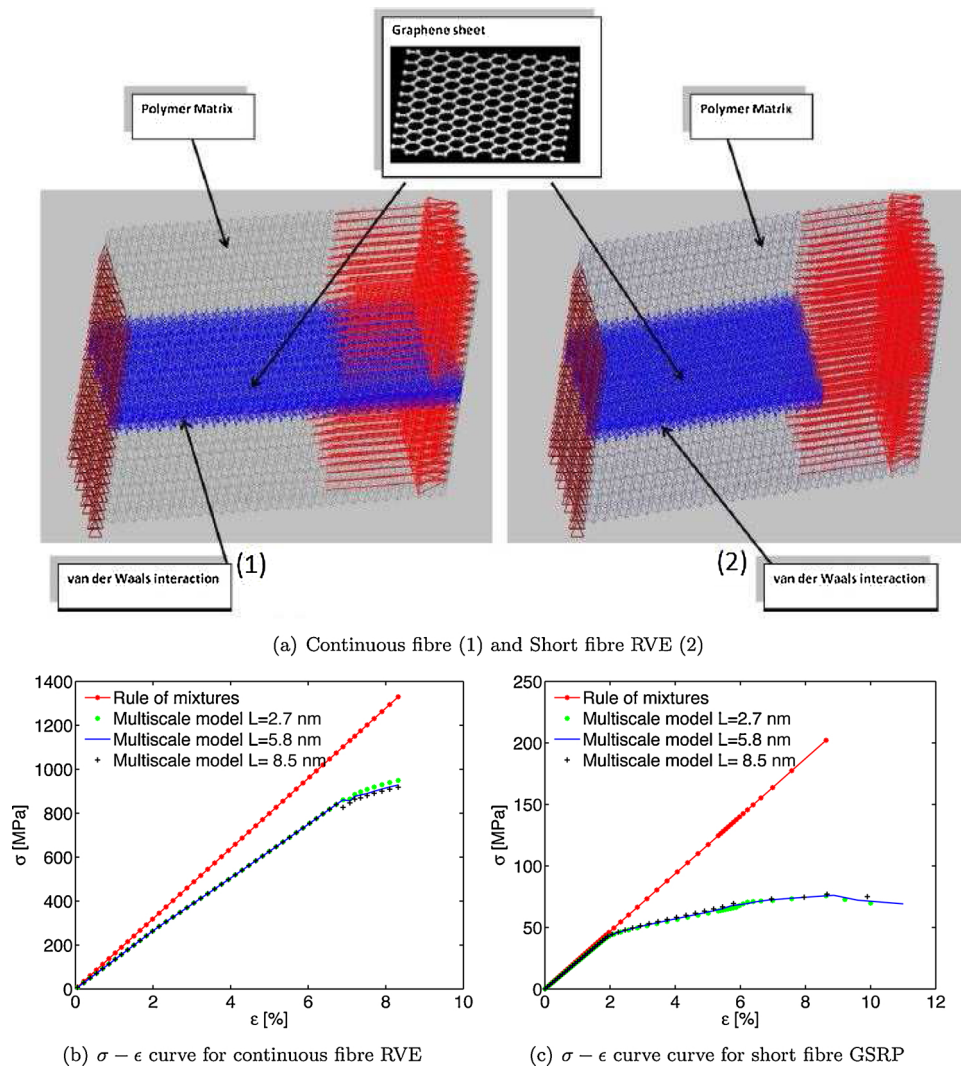 Graphene sheet
Polymer Matrix
Polymer Matrix
(1)
(2)
van der Waals interaction
van der Waals interaction
(a) Continuous fibre (1) and Short fibre RVE (2)
1400
1200
1000
800
600
400
200
0
σ [MPa]
Rule of mixtures
Multiscale model L=2.7 nm
Multiscale model L=5.8 nm
Multiscale model L= 8.5 nm
0 2 4 6 8 10
ε [%]
(b) σ − ϵ curve for continuous fibre RVE
250
200
150
100
50
0
σ [MPa]
Rule of mixtures
Multiscale model L=2.7 nm
Multiscale model L=5.8 nm
Multiscale model L= 8.5 nm
0 2 4 6 8 10 12
ε [%]
(c) σ − ϵ curve curve for short fibre GSRP